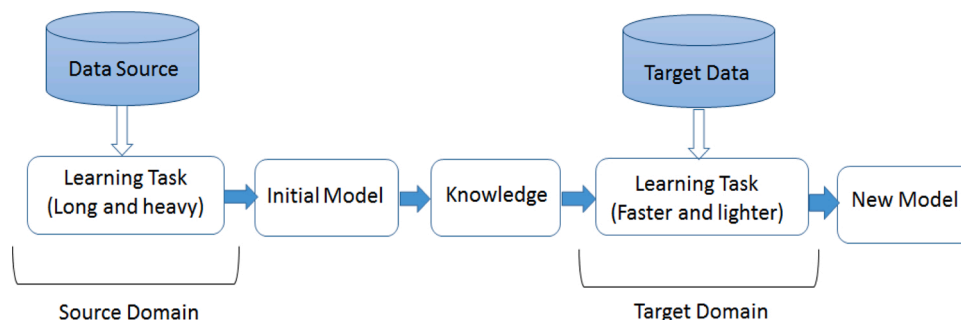 Data Source
Target Data
Learning Task
(Long and heavy)
Initial Model
Knowledge
Learning Task
(Faster and lighter)
New Model
Source Domain
Target Domain